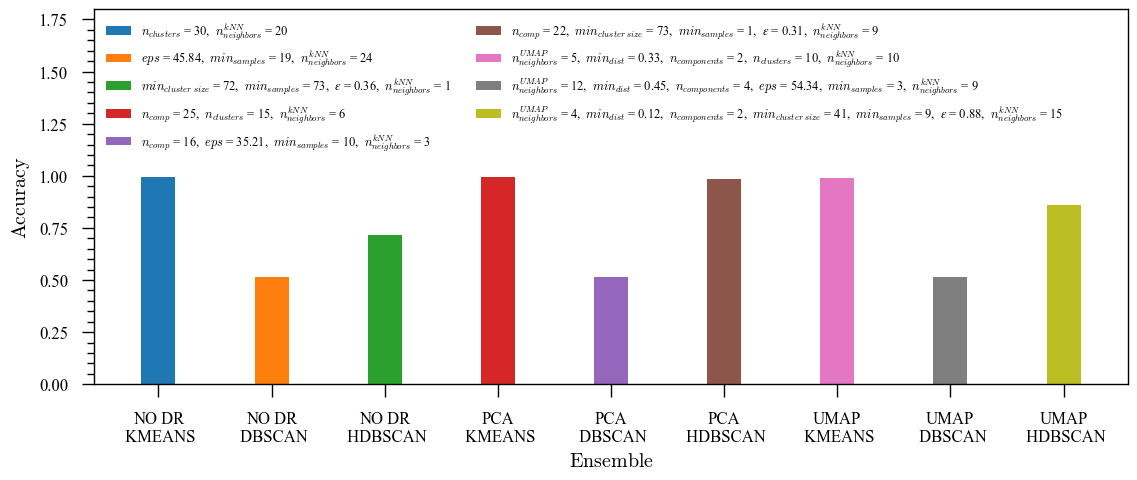 1.75
1.50
1.25
1.00
0.75
0.50
0.25
0.00
Accuracy
n_clusters = 30, n^kNN_neighbors = 20
eps = 45.84, min_samples = 19, n^kNN_neighbors = 24
min_cluster size = 72, min_samples = 73, ε = 0.36, n^kNN_neighbors = 1
n_comp = 25, n_clusters = 15, n^kNN_neighbors = 6
n_comp = 16, eps = 35.21, min_samples = 10, n^kNN_neighbors = 3
n_comp = 22, min_cluster size = 73, min_samples = 1, ε = 0.31, n^kNN_neighbors = 9
n^UMAP_neighbors = 5, min_dist = 0.33, n_components = 2, n_clusters = 10, n^kNN_neighbors = 10
n^UMAP_neighbors = 12, min_dist = 0.45, n_components = 4, eps = 54.34, min_samples = 3, n^kNN_neighbors = 9
n^UMAP_neighbors = 4, min_dist = 0.12, n_components = 2, min_cluster size = 41, min_samples = 9, ε = 0.88, n^kNN_neighbors = 15
NO DR
KMEANS
NO DR
DBSCAN
NO DR
HDBSCAN
PCA
KMEANS
PCA
DBSCAN
PCA
HDBSCAN
UMAP
KMEANS
UMAP
DBSCAN
UMAP
HDBSCAN
Ensemble